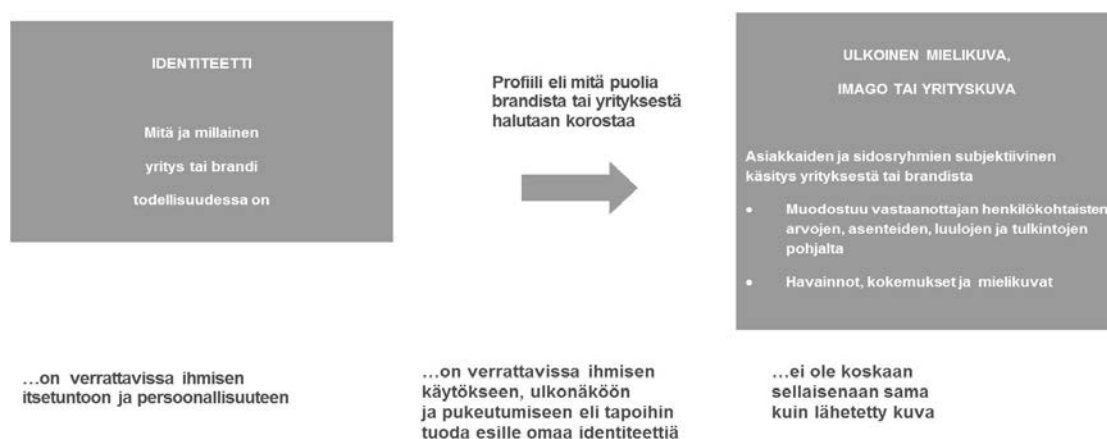 IDENTITEETTI
Mitä ja millainen
yritys tai brandi
todellisuudessa on
Profiili eli mitä puolia
brandista tai yrityksestä
halutaan korostaa
ULKOINEN MIELIKUVA,
IMAGO TAI YRITYSKUVA
Asiakkaiden ja sidosryhmien subjektiivinen
käsitys yrityksestä tai brandista
• Muodostuu vastaanottajan henkilökohtaisten
arvojen, asenteiden, luulojen ja tulkintojen
pohjalta
• Havainnot, kokemukset ja mielikuvat
...on verrattavissa ihmisen
itsetuntoon ja persoonallisuuteen
...on verrattavissa ihmisen
käytökseen, ulkonäköön
ja pukeutumiseen eli tapoihin
tuoda esille omaa identiteettiä
...ei ole koskaan
sellaisenaan sama
kuin lähetetty kuva